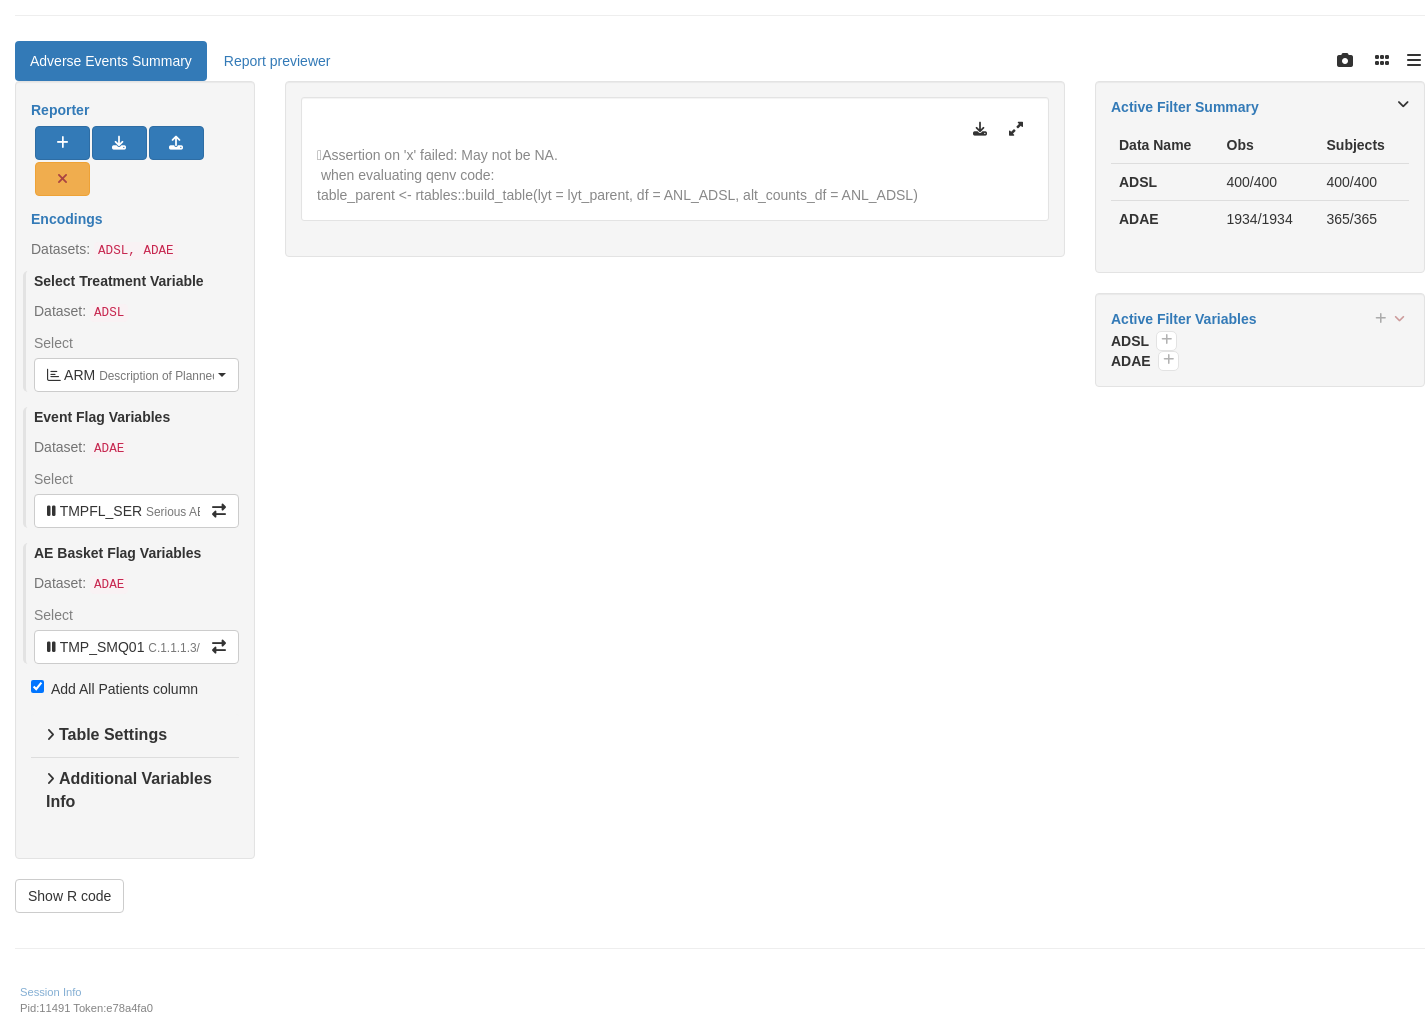 Adverse Events Summary
Report previewer
Reporter
Encodings
Datasets: ADSL, ADAE
Select Treatment Variable
Dataset: ADSL
Select
ARM Description of Planned
Event Flag Variables
Dataset: ADAE
Select
TMPFL_SER Serious AE
AE Basket Flag Variables
Dataset: ADAE
Select
TMP_SMQ01 C.1.1.1.3/
Add All Patients column
Table Settings
Additional Variables
Info
Show R code
Assertion on 'x' failed: May not be NA.
when evaluating qenv code:
table_parent <- rtables::build_table(lyt = lyt_parent, df = ANL_ADSL, alt_counts_df = ANL_ADSL)
Active Filter Summary
Data Name Obs Subjects
ADSL 400/400 400/400
ADAE 1934/1934 365/365
Active Filter Variables
ADSL
ADAE
Session Info
Pid:11491 Token:e78a4fa0